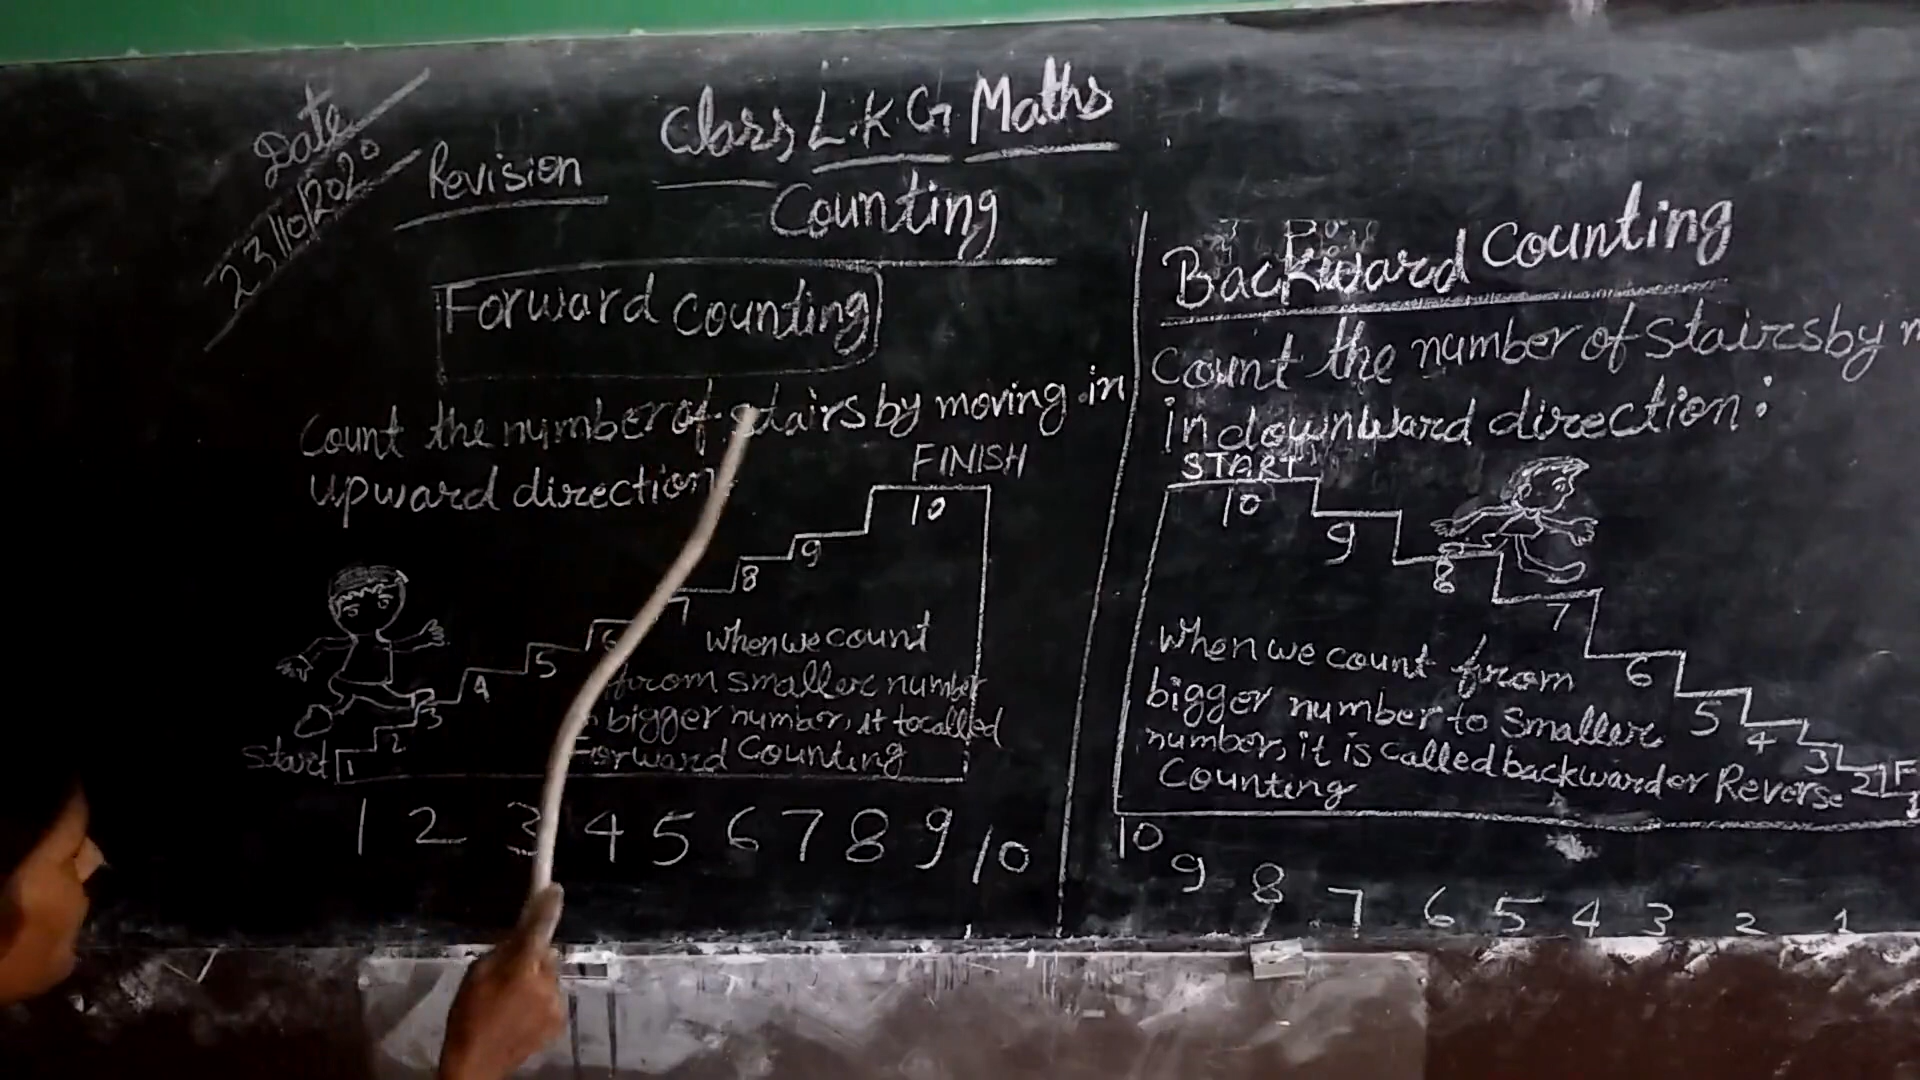 Date
23/10/2020
Revision
Class L.K.G Maths
Counting
Forward counting
Count the number of stairs by moving in
upward direction
FINISH
10
9
8
7
6
5
4
3
2
1
Start
when we count
from smaller number
bigger number, it to called
Forward Counting
1 2 3 4 5 6 7 8 9 10
Backward Counting
Count the number of stairs by
in downward direction:
START
10
9
8
7
6
5
4
3
2
1
F
When we count from
bigger number to smaller
number, it is called backward or Reverse
Counting
10 9 8 7 6 5 4 3 2 1